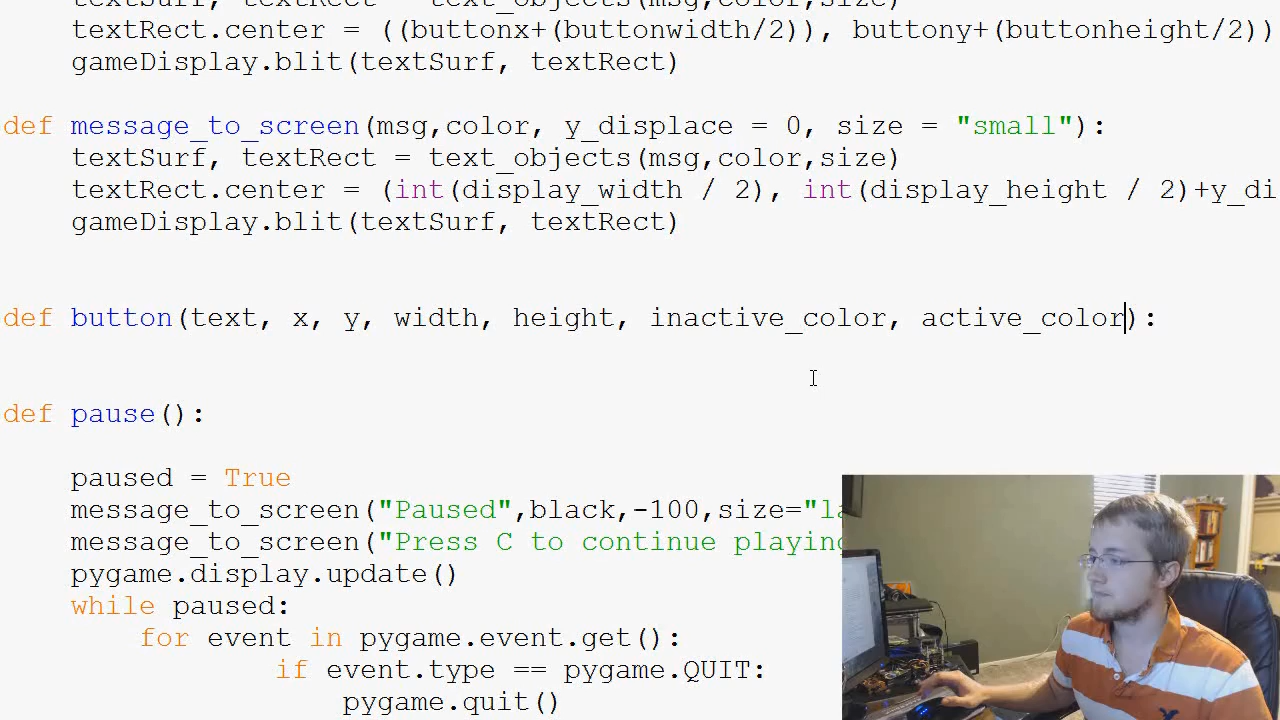 textSurf, textRect = text_objects(msg,color,size)
textRect.center = ((buttonx+(buttonwidth/2)), buttony+(buttonheight/2))
gameDisplay.blit(textSurf, textRect)
def message_to_screen(msg,color, y_displace = 0, size = "small"):
textSurf, textRect = text_objects(msg,color,size)
textRect.center = (int(display_width / 2), int(display_height / 2)+y_di
gameDisplay.blit(textSurf, textRect)
def button(text, x, y, width, height, inactive_color, active_color):
def pause():
paused = True
message_to_screen("Paused",black,-100,size="la
message_to_screen("Press C to continue playing
pygame.display.update()
while paused:
for event in pygame.event.get():
if event.type == pygame.QUIT:
pygame.quit()